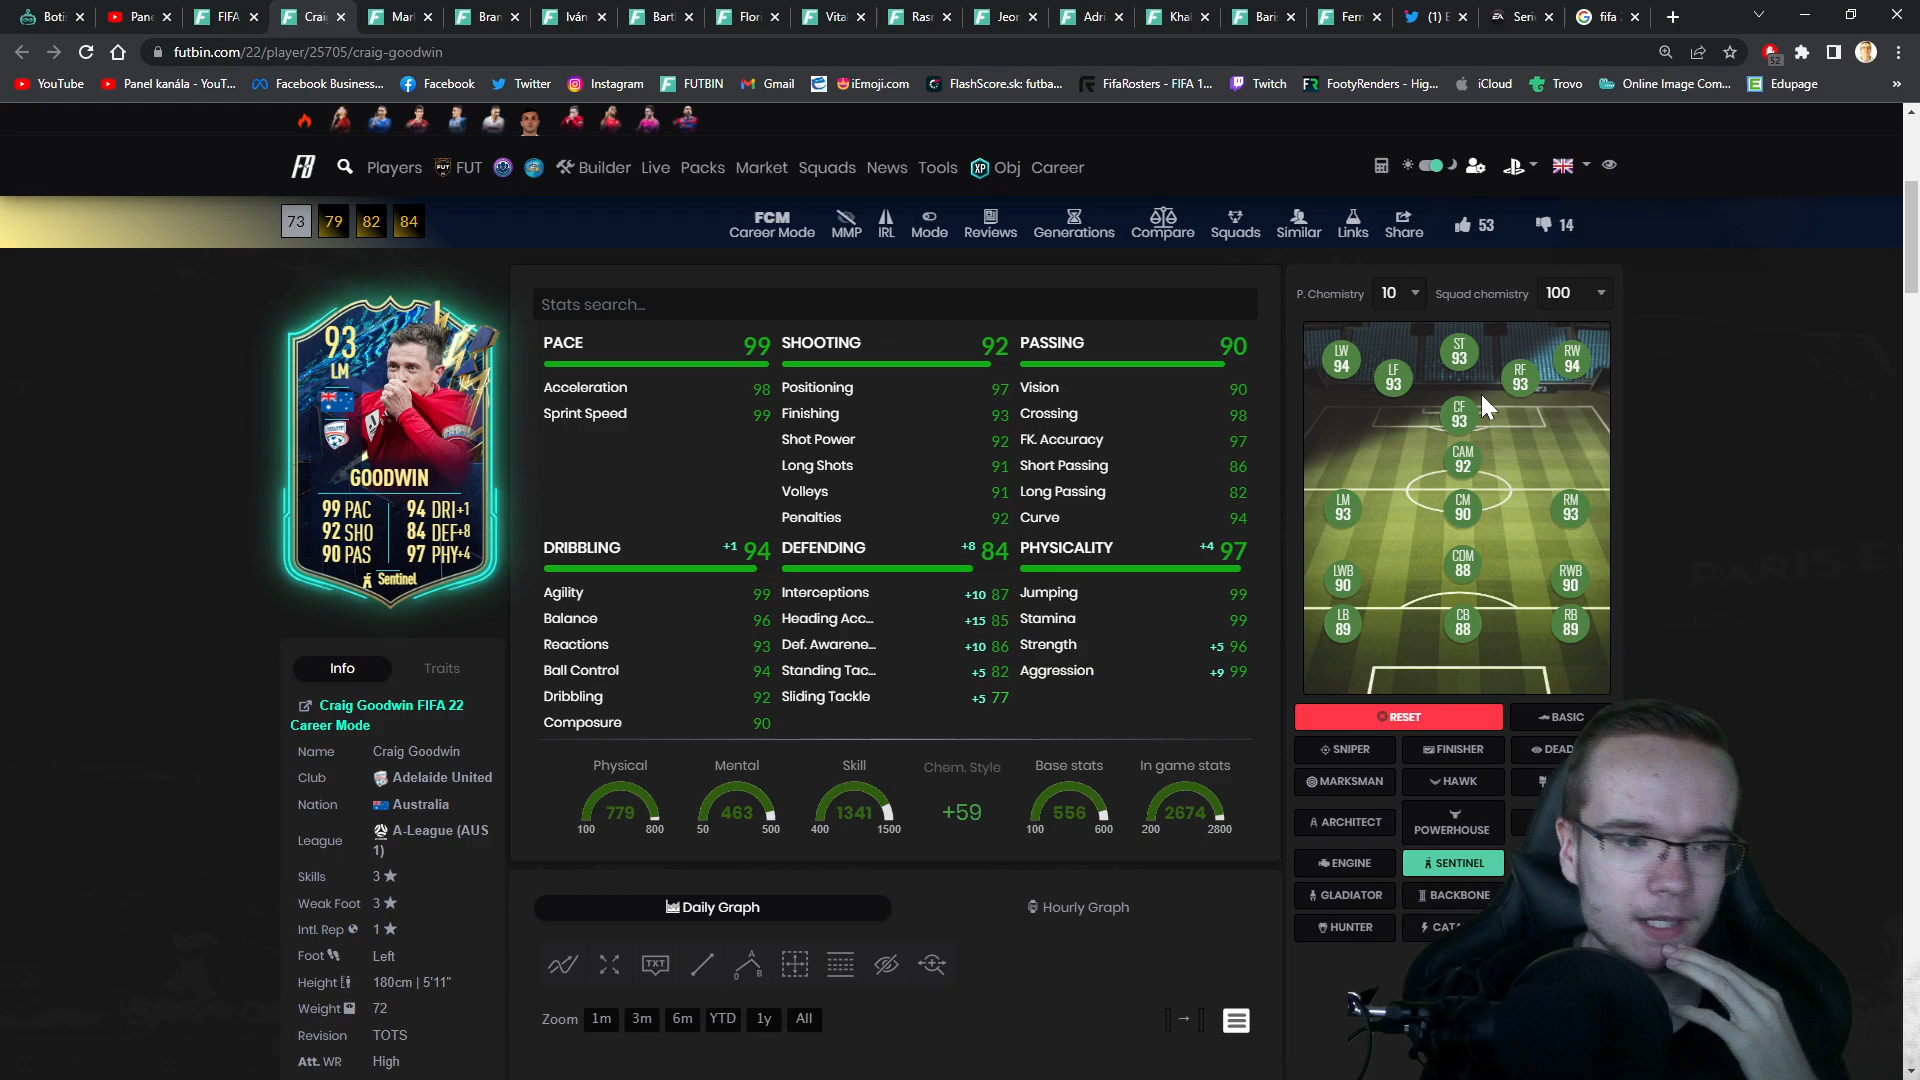 Boti
Pane
FIFA
Craig
Mari
Bran
Iván
Bartl
Flori
Vital
Rasm
Jeon
Adri
Khal
Baris
Fern
(1) E
Serie
fifa
futbin.com/22/player/25705/craig-goodwin
52
YouTube
Panel kanála - YouT...
Facebook Business...
Facebook
Twitter
Instagram
FUTBIN
Gmail
iEmoji.com
FlashScore.sk: futba...
FifaRosters - FIFA 1...
Twitch
FootyRenders - Hig...
iCloud
Trovo
Online Image Com...
Edupage
»
Players
FUT
Builder
Live
Packs
Market
Squads
News
Tools
XP Obj
Career
73
79
82
84
FCM
Career Mode
MMP
IRL
Mode
Reviews
Generations
Compare
Squads
Similar
Links
Share
53
14
93
LM
GOODWIN
99 PAC
94 DRI+1
92 SHO
84 DEF+8
90 PAS
97 PHY+4
Sentinel
Info
Traits
Craig Goodwin FIFA 22
Career Mode
Name Craig Goodwin
Club Adelaide United
Nation Australia
League A-League (AUS
1)
Skills 3
Weak Foot 3
Intl. Rep 1
Foot Left
Height 180cm | 5'11"
Weight 72
Revision TOTS
Att. WR High
Stats search...
PACE 99
Acceleration 98
Sprint Speed 99
SHOOTING 92
Positioning 97
Finishing 93
Shot Power 92
Long Shots 91
Volleys 91
Penalties 92
PASSING 90
Vision 90
Crossing 98
FK. Accuracy 97
Short Passing 86
Long Passing 82
Curve 94
DRIBBLING +1 94
Agility 99
Balance 96
Reactions 93
Ball Control 94
Dribbling 92
Composure 90
DEFENDING +8 84
Interceptions +10 87
Heading Acc... +15 85
Def. Awarene... +10 86
Standing Tac... +5 82
Sliding Tackle +5 77
PHYSICALITY +4 97
Jumping 99
Stamina 99
Strength +5 96
Aggression +9 99
Physical
779
100 800
Mental
463
50 500
Skill
1341
400 1500
Chem. Style
+59
Base stats
556
100 600
In game stats
2674
200 2800
Daily Graph
Hourly Graph
TXT
Zoom 1m 3m 6m YTD 1y All
P. Chemistry 10
Squad chemistry 100
LW
94
ST
93
RW
94
LF
93
RF
93
CF
93
CAM
92
LM
93
CM
90
RM
93
CDM
88
LWB
90
RWB
90
LB
89
CB
88
RB
89
RESET
BASIC
SNIPER
FINISHER
DEAD
MARKSMAN
HAWK
ARCHITECT
POWERHOUSE
ENGINE
SENTINEL
GLADIATOR
BACKBONE
HUNTER
CATA